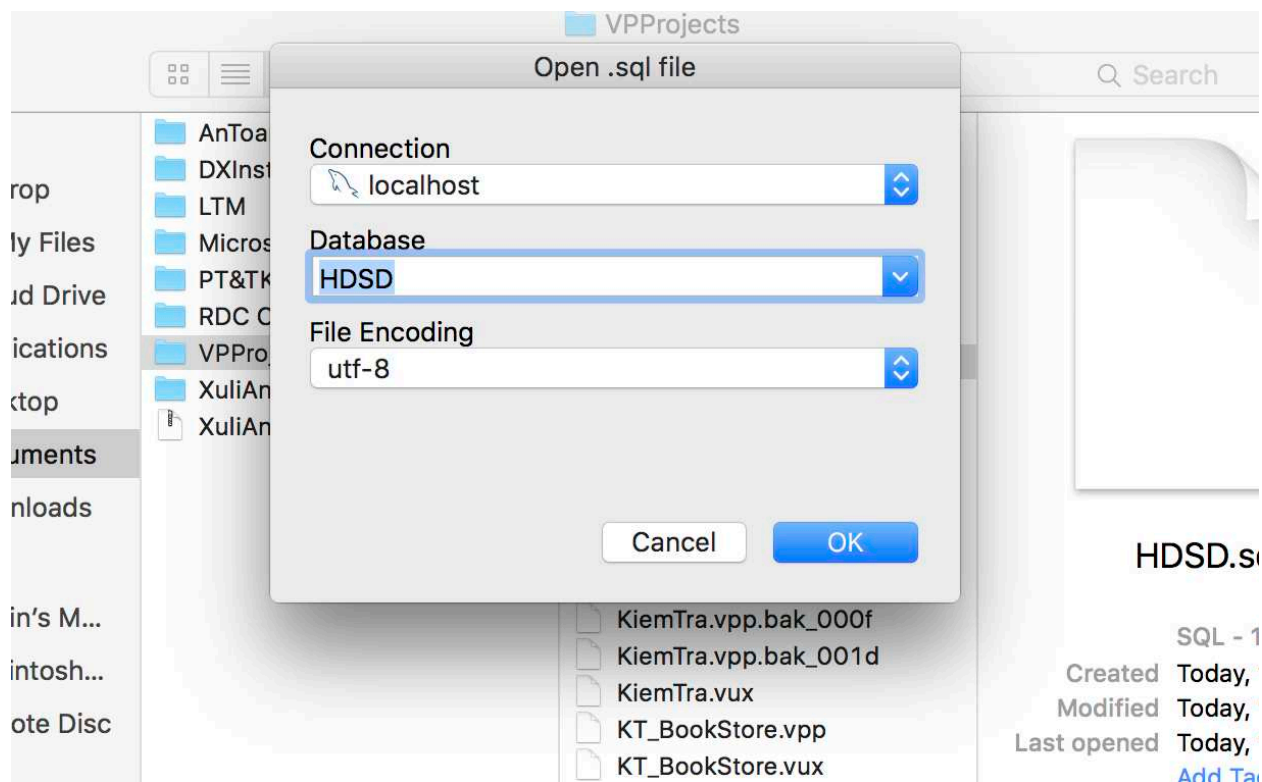 VPProjects
Open .sql file
Search
Connection
localhost
Database
HDSD
File Encoding
utf-8
Cancel
OK
rop
ly Files
ud Drive
ications
ktop
uments
nloads
in's M...
intosh...
ote Disc
AnToa
DXInst
LTM
Micros
PT&TK
RDC C
VPProj
XuliAn
XuliAn
KiemTra.vpp.bak_000f
KiemTra.vpp.bak_001d
KiemTra.vux
KT_BookStore.vpp
KT_BookStore.vux
HDSD.s
SQL - 1
Created Today,
Modified Today,
Last opened Today,
Add Ta